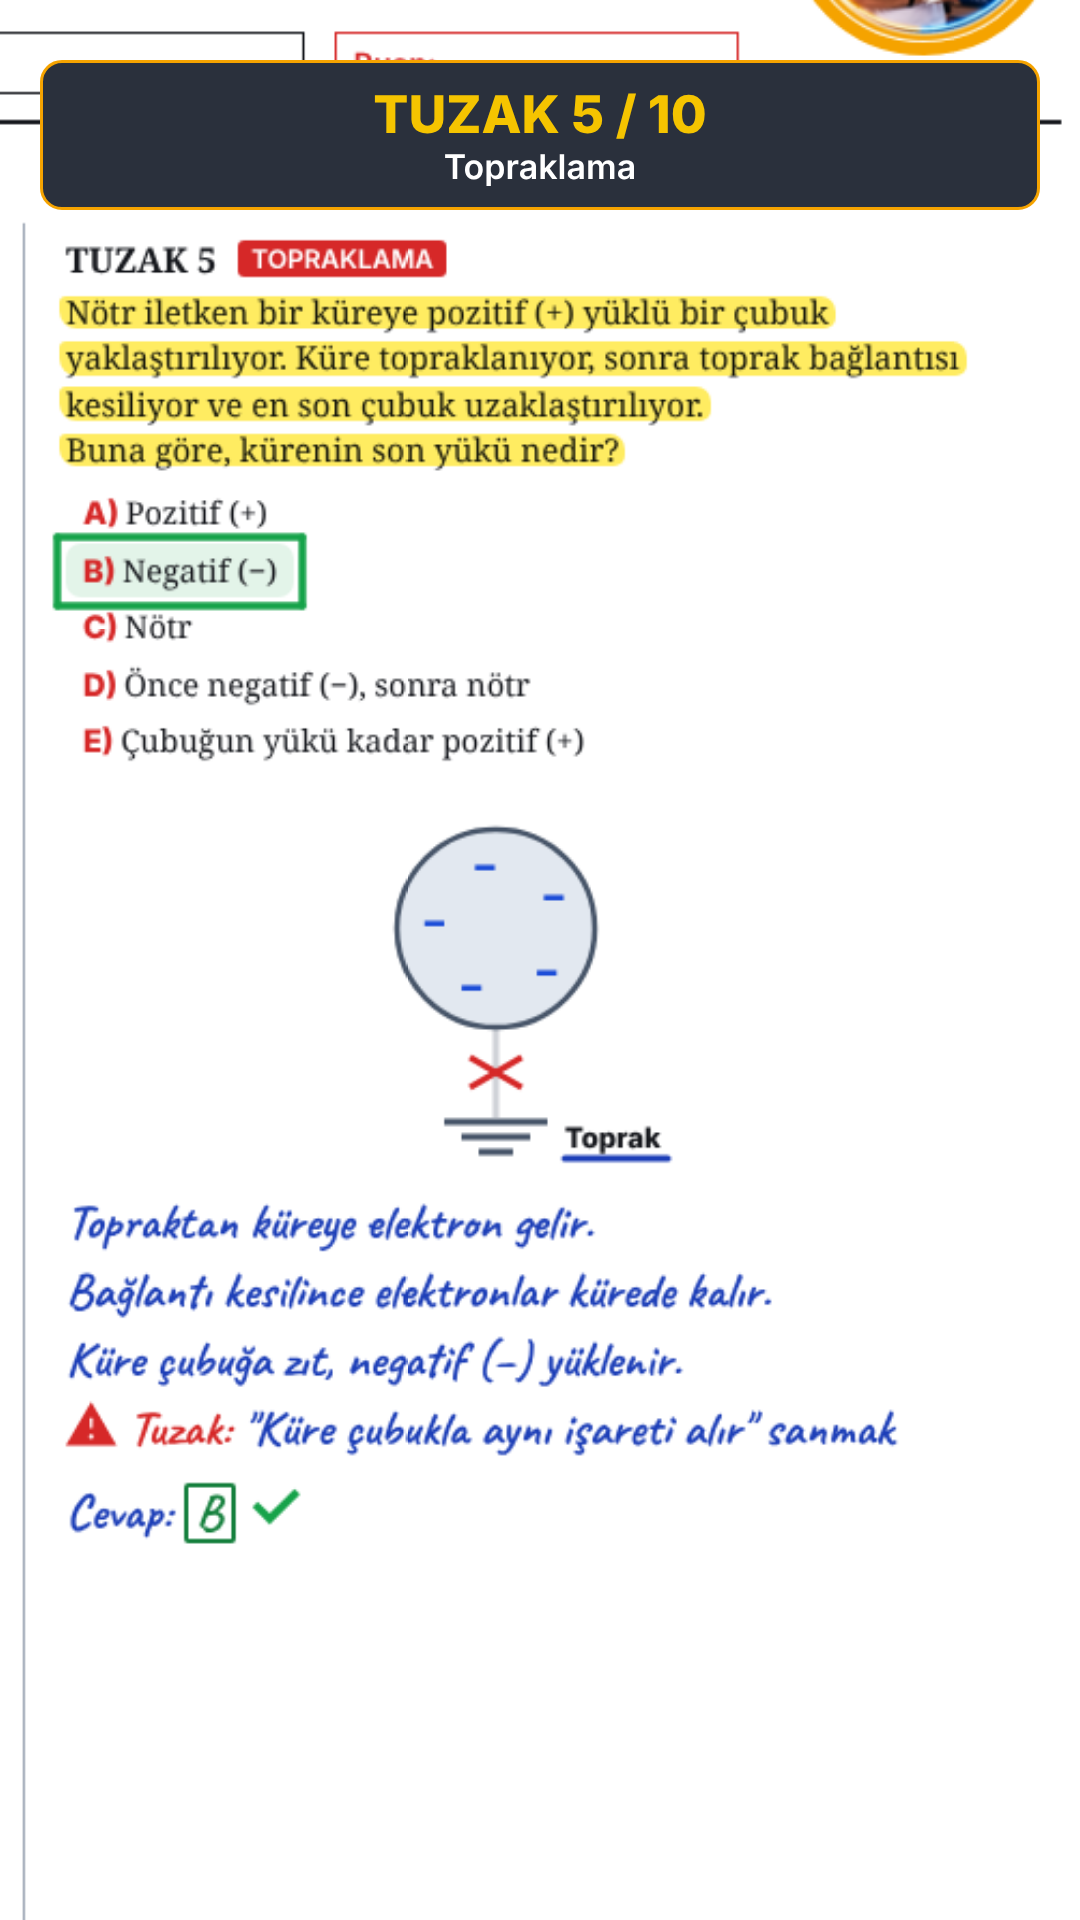 TUZAK 5 / 10
Topraklama
TUZAK 5 TOPRAKLAMA
Nötr iletken bir küreye pozitif (+) yüklü bir çubuk
yaklaştırılıyor. Küre topraklanıyor, sonra toprak bağlantısı
kesiliyor ve en son çubuk uzaklaştırılıyor.
Buna göre, kürenin son yükü nedir?
A) Pozitif (+)
B) Negatif (−)
C) Nötr
D) Önce negatif (−), sonra nötr
E) Çubuğun yükü kadar pozitif (+)
Toprak
Topraktan küreye elektron gelir.
Bağlantı kesilince elektronlar kürede kalır.
Küre çubuğa zıt, negatif (−) yüklenir.
Tuzak: "Küre çubukla aynı işareti alır" sanmak
Cevap: B